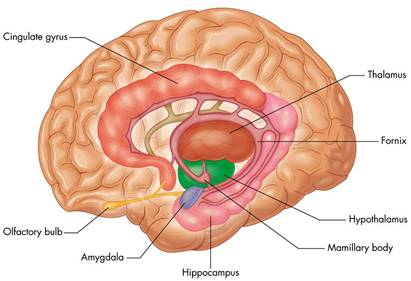 Cingulate gyrus
Thalamus
Fornix
Hypothalamus
Olfactory bulb
Mamillary body
Amygdala
Hippocampus